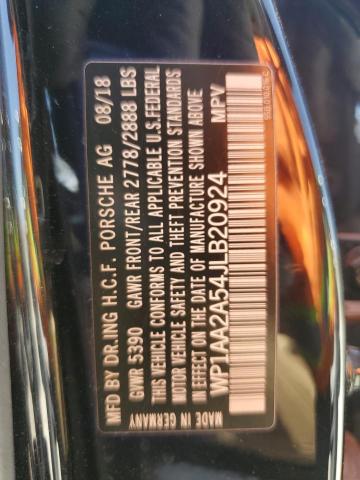 MFD BY DR.ING H.C.F. PORSCHE AG 08/18
GVWR 5390 GAWR FRONT/REAR 2778/2888 LBS
THIS VEHICLE CONFORMS TO ALL APPLICABLE U.S.FEDERAL
MOTOR VEHICLE SAFETY AND THEFT PREVENTION STANDARDS
IN EFFECT ON THE DATE OF MANUFACTURE SHOWN ABOVE
WP1AA2A54JLB20924 MPV
MADE IN GERMANY